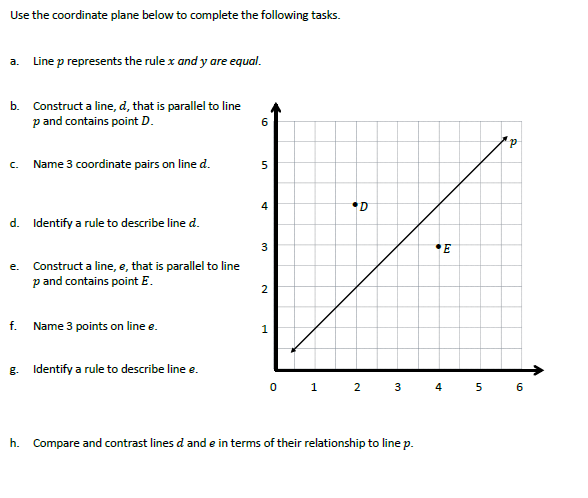 Use the coordinate plane below to complete the following tasks.
a. Line p represents the rule x and y are equal.
b. Construct a line, d, that is parallel to line
p and contains point D.
c. Name 3 coordinate pairs on line d.
d. Identify a rule to describe line d.
e. Construct a line, e, that is parallel to line
p and contains point E.
f. Name 3 points on line e.
g. Identify a rule to describe line e.
6
5
4
3
2
1
p
D
E
0 1 2 3 4 5 6
h. Compare and contrast lines d and e in terms of their relationship to line p.